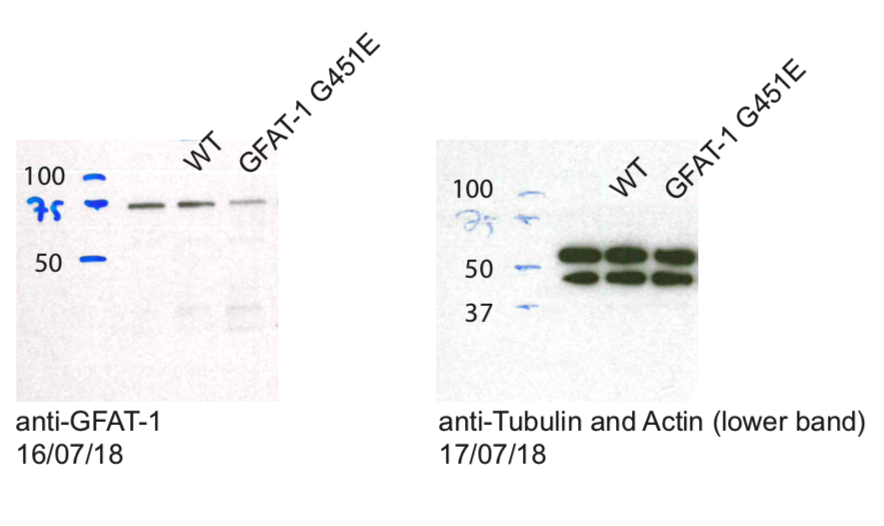 WT
GFAT-1 G451E
100
75
50
anti-GFAT-1
16/07/18
WT
GFAT-1 G451E
100
75
50
37
anti-Tubulin and Actin (lower band)
17/07/18